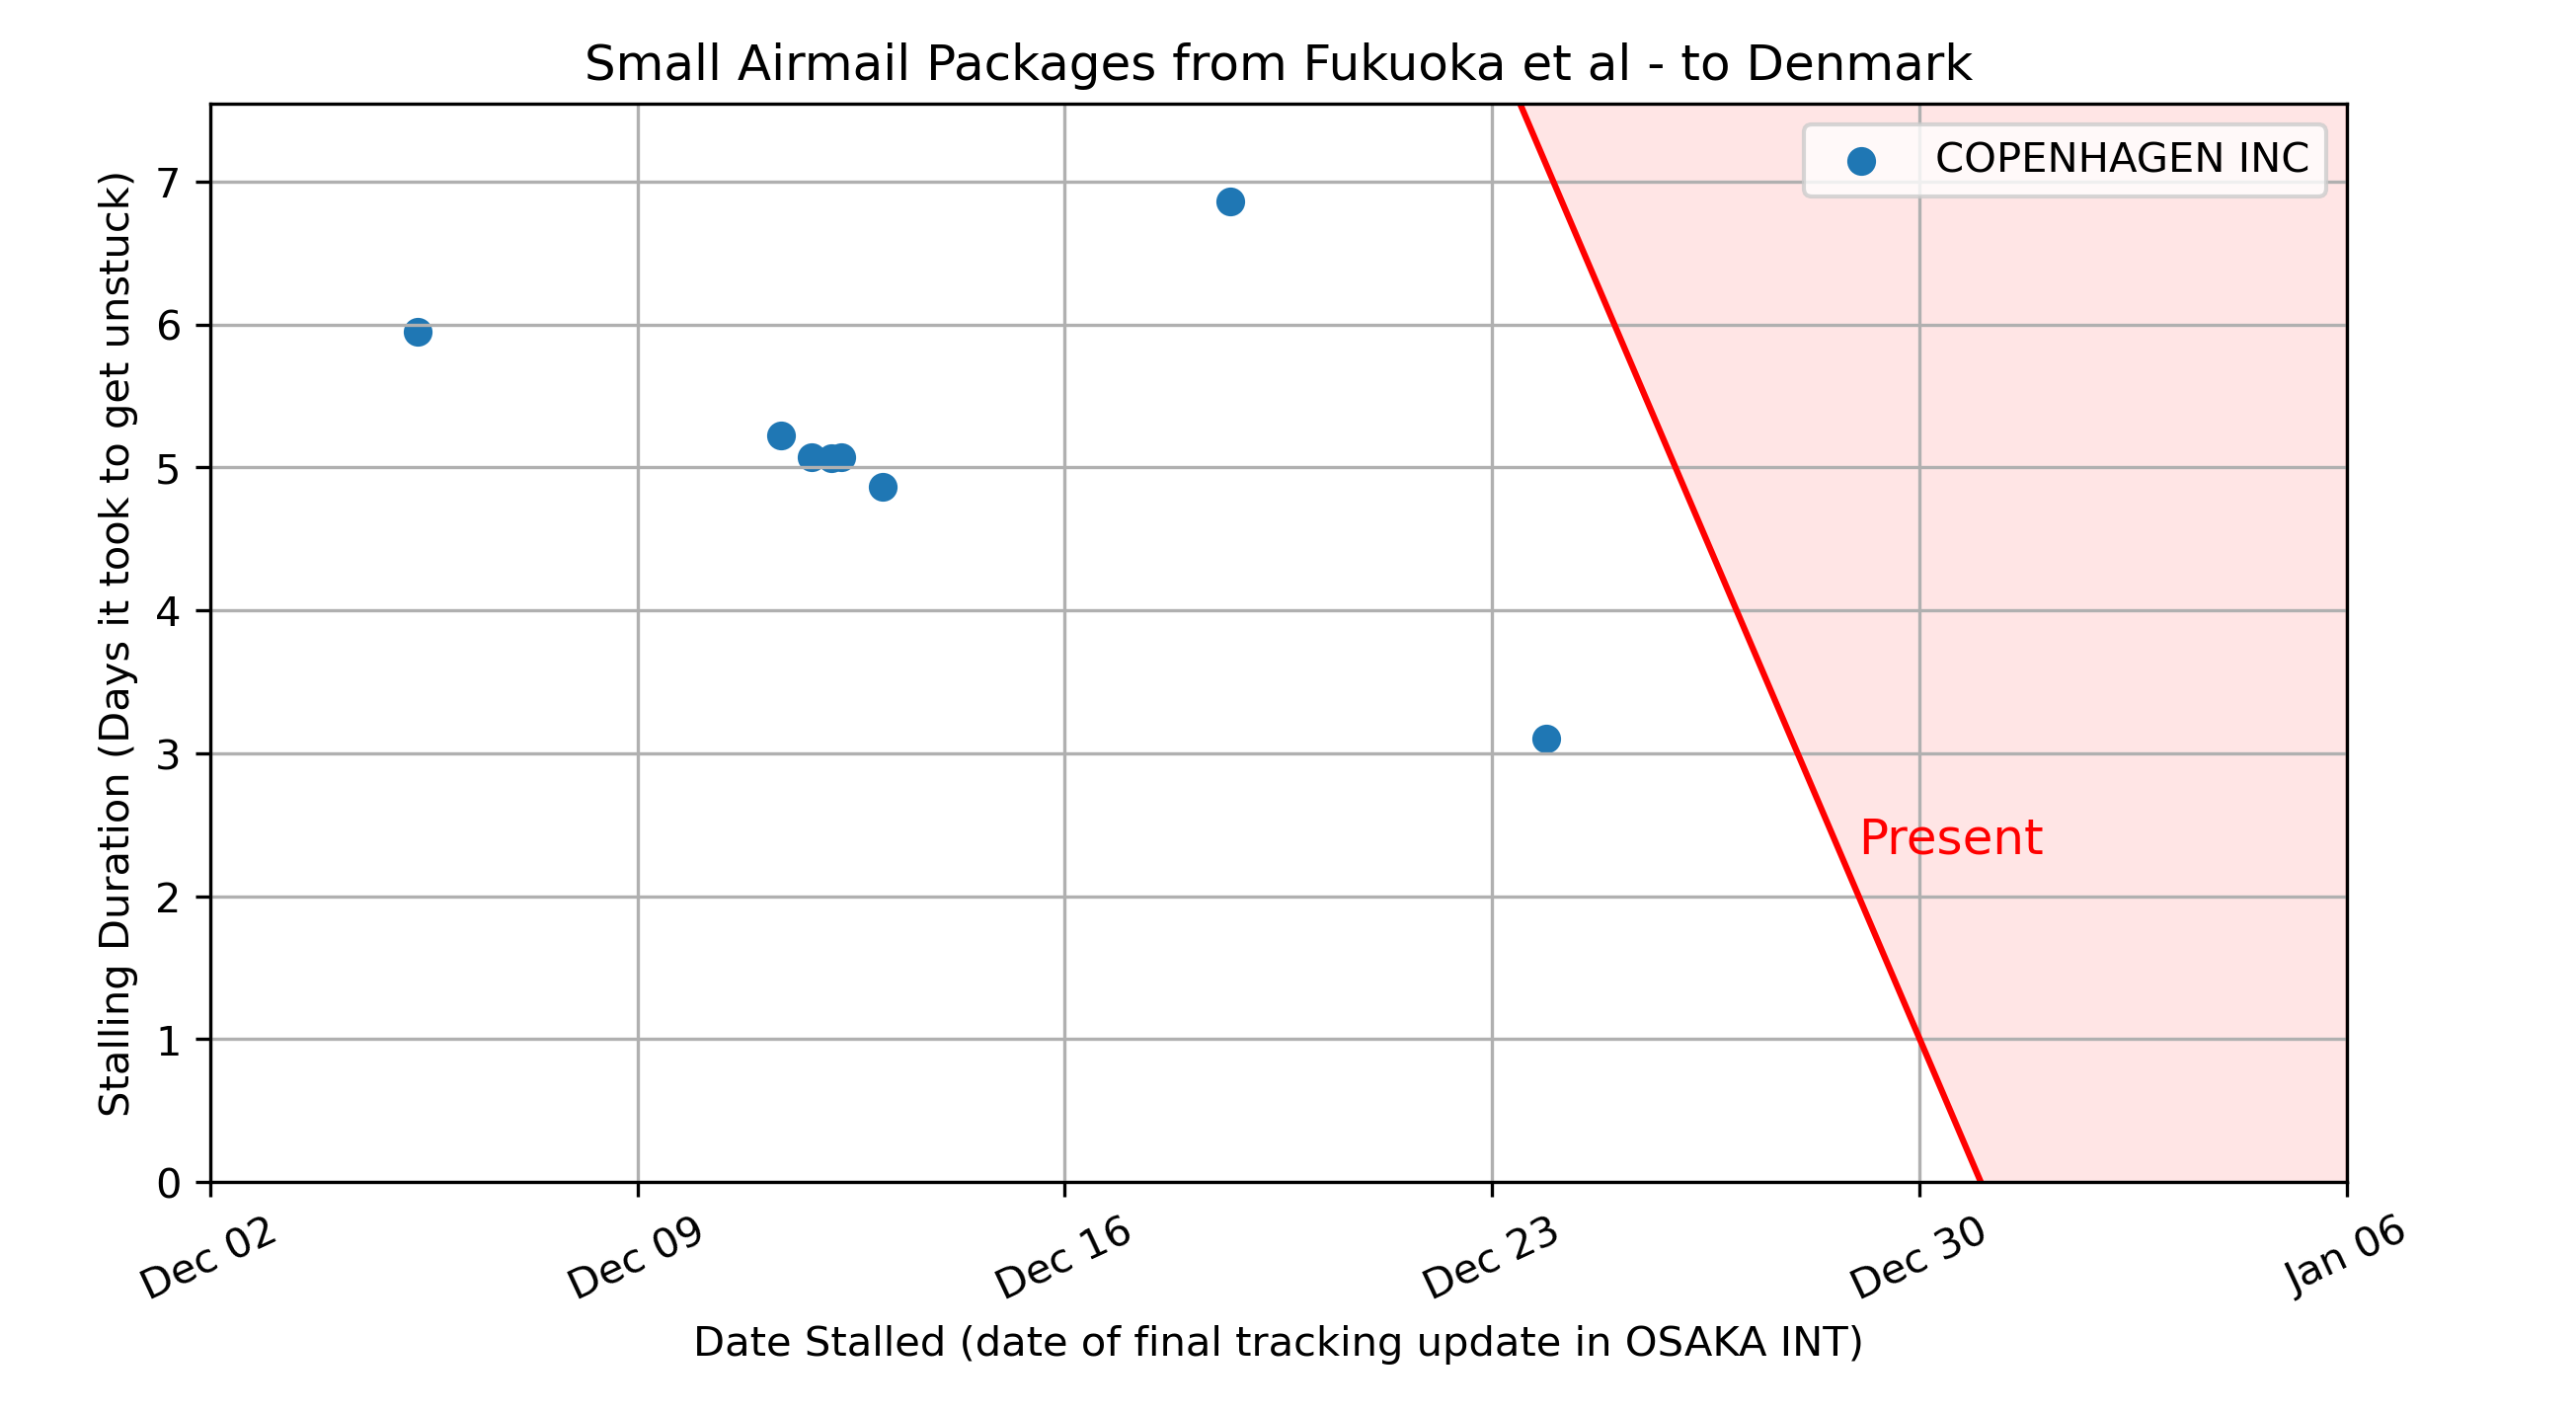 Small Airmail Packages from Fukuoka et al - to Denmark
COPENHAGEN INC
Stalling Duration (Days it took to get unstuck)
7
6
5
4
3
2
1
0
Present
Dec 02
Dec 09
Dec 16
Dec 23
Dec 30
Jan 06
Date Stalled (date of final tracking update in OSAKA INT)